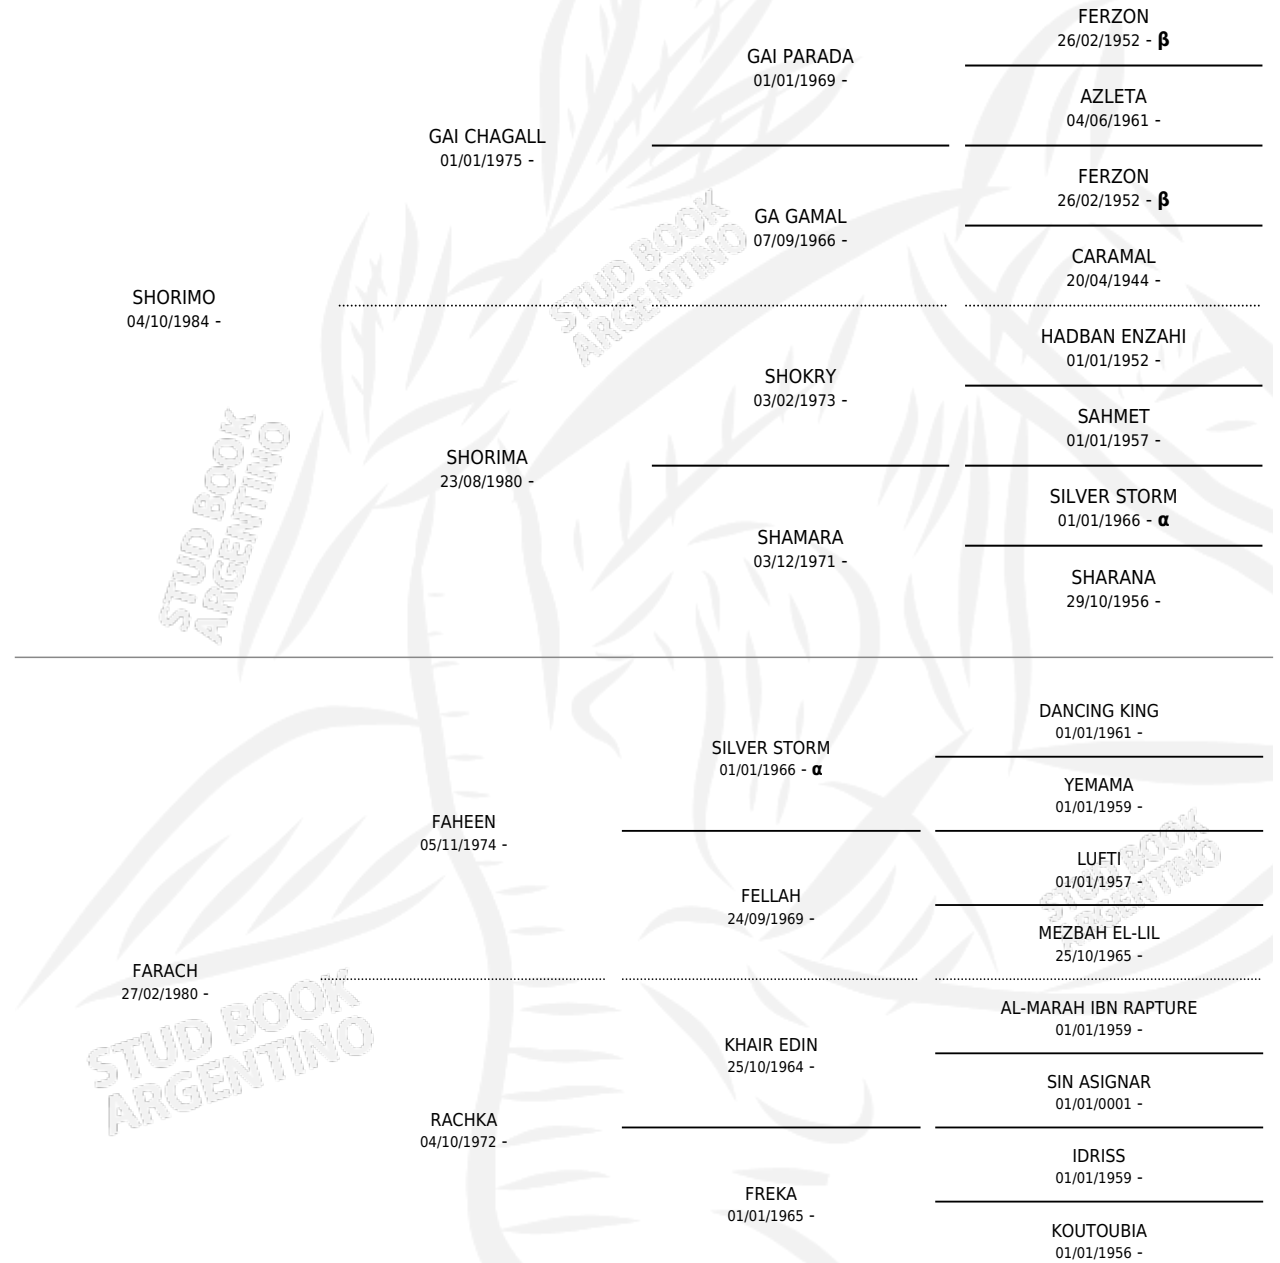 FERZON
26/02/1952 - β
GAI PARADA
01/01/1969 -
AZLETA
04/06/1961 -
GAI CHAGALL
01/01/1975 -
FERZON
26/02/1952 - β
GA GAMAL
07/09/1966 -
CARAMAL
20/04/1944 -
SHORIMO
04/10/1984 -
HADBAN ENZAHI
01/01/1952 -
SHOKRY
03/02/1973 -
SAHMET
01/01/1957 -
SHORIMA
23/08/1980 -
SILVER STORM
01/01/1966 - α
SHAMARA
03/12/1971 -
SHARANA
29/10/1956 -
DANCING KING
01/01/1961 -
SILVER STORM
01/01/1966 - α
YEMAMA
01/01/1959 -
FAHEEN
05/11/1974 -
LUFTI
01/01/1957 -
FELLAH
24/09/1969 -
MEZBAH EL-LIL
25/10/1965 -
FARACH
27/02/1980 -
AL-MARAH IBN RAPTURE
01/01/1959 -
KHAIR EDIN
25/10/1964 -
SIN ASIGNAR
01/01/0001 -
RACHKA
04/10/1972 -
IDRISS
01/01/1959 -
FREKA
01/01/1965 -
KOUTOUBIA
01/01/1956 -
STUD BOOK
ARGENTINO
STUD BOOK
ARGENTINO
STUD BOOK
ARGENTINO
STUD BOOK
ARGENTINO